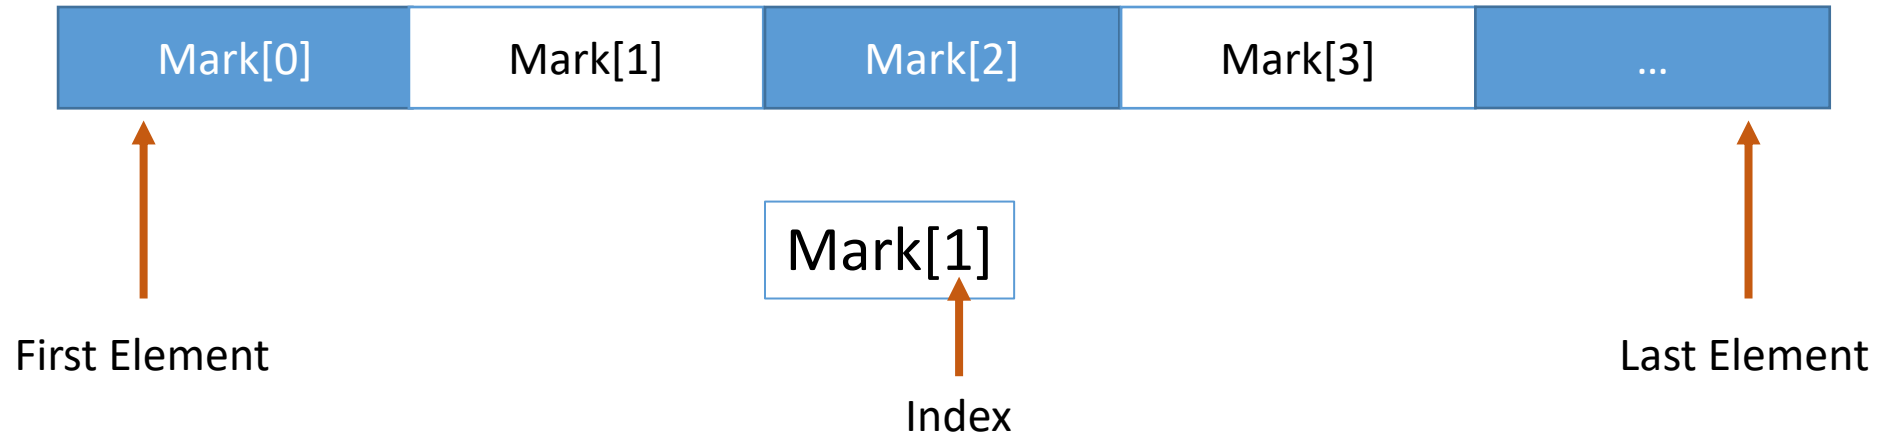 Mark[0] Mark[1] Mark[2] Mark[3] ...
Mark[1]
First Element
Last Element
Index